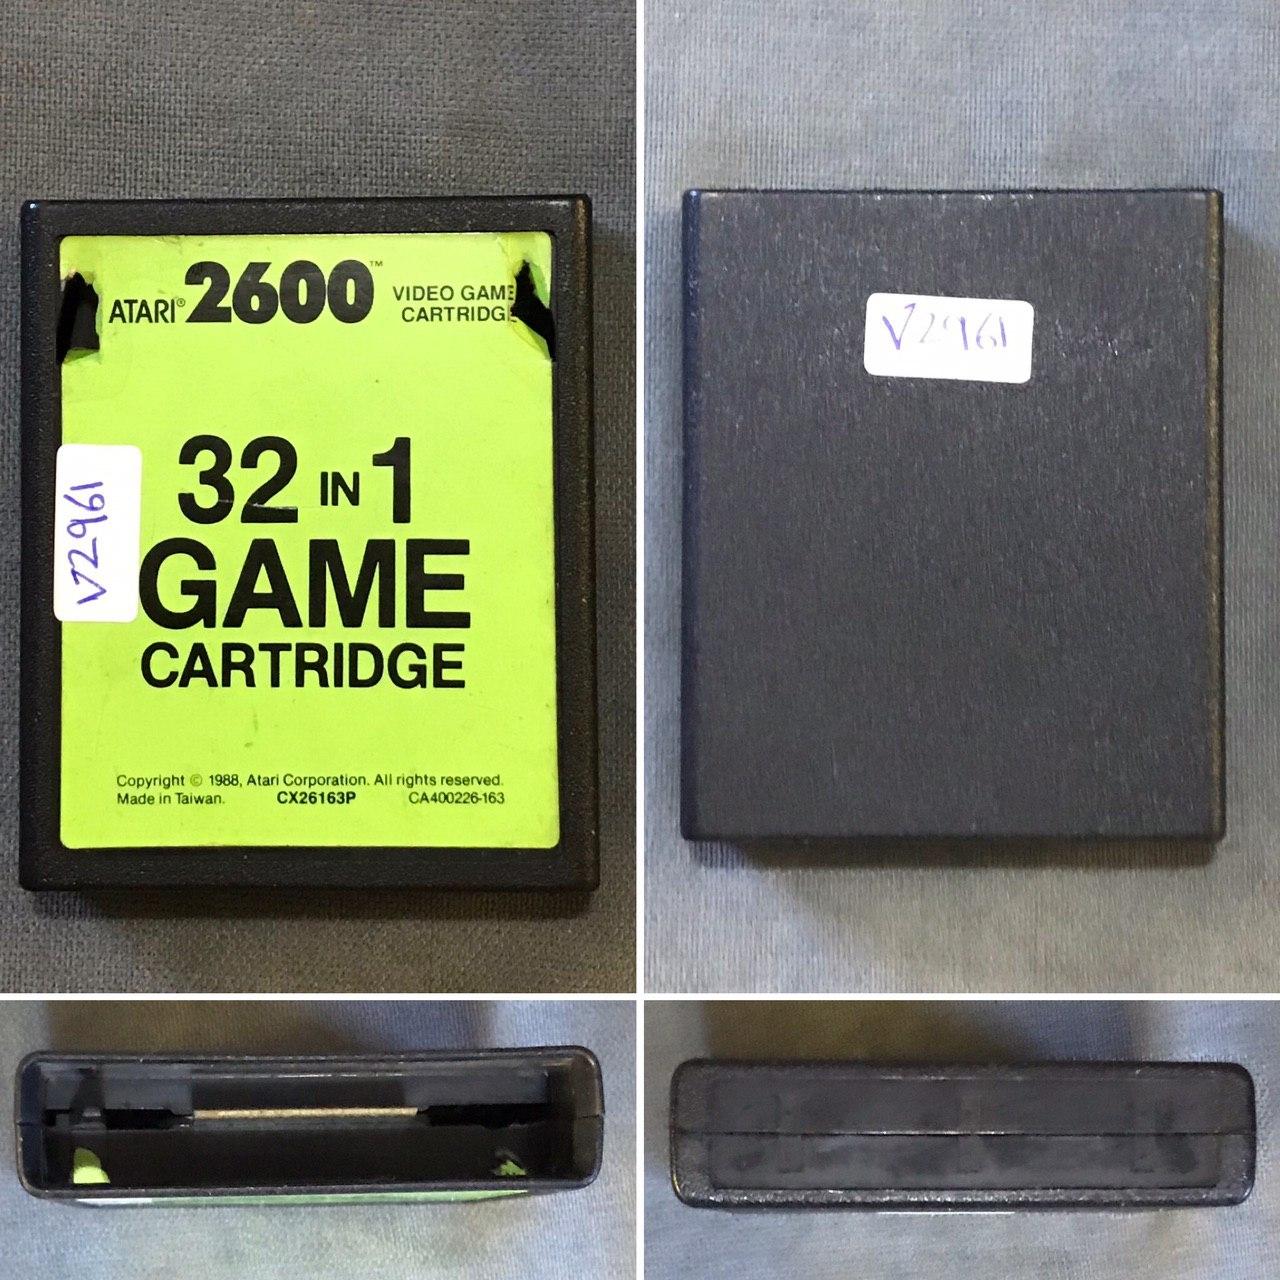 ATARI® 2600™ VIDEO GAME
CARTRIDGE
32 IN 1
GAME
CARTRIDGE
Copyright © 1988, Atari Corporation. All rights reserved.
Made in Taiwan. CX26163P CA400226-163
V2961
V2961